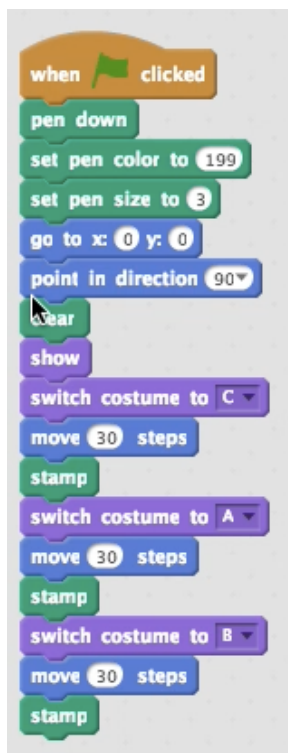 when clicked
pen down
set pen color to 199
set pen size to 3
go to x: 0 y: 0
point in direction 90
clear
show
switch costume to C
move 30 steps
stamp
switch costume to A
move 30 steps
stamp
switch costume to B
move 30 steps
stamp